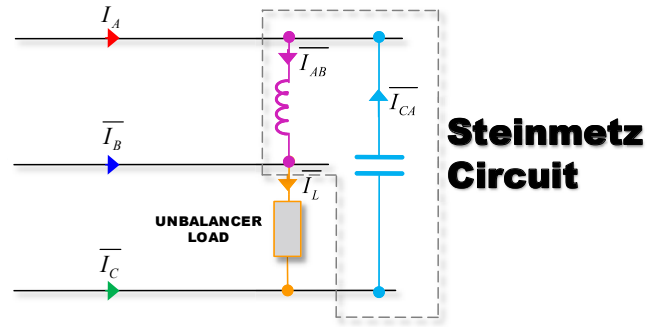 I_A
I_AB
I_CA
Steinmetz
Circuit
I_B
I_L
UNBALANCER
LOAD
I_C